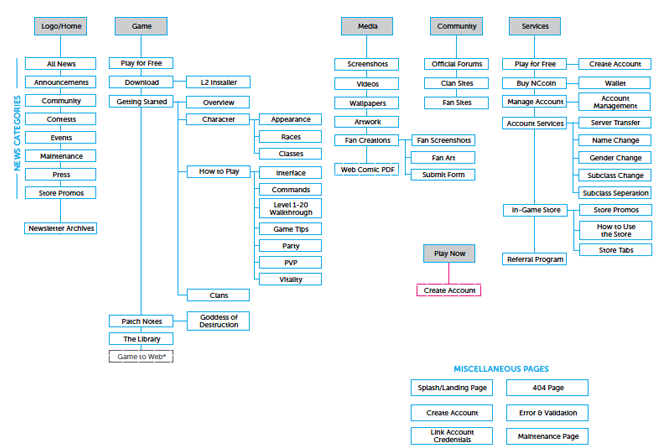 Logo/Home
Game
Media
Community
Services
NEWS CATEGORIES
All News
Announcements
Community
Contests
Events
Maintenance
Press
Store Promos
Newsletter Archives
Play for Free
Download
L2 Installer
Getting Started
Overview
Character
Appearance
Races
Classes
How to Play
Interface
Commands
Level 1-20
Walkthrough
Game Tips
Party
PVP
Vitality
Clans
Patch Notes
Goddess of
Destruction
The Library
Game to Web*
Screenshots
Videos
Wallpapers
Artwork
Fan Creations
Fan Screenshots
Fan Art
Submit Form
Web Comic PDF
Official Forums
Clan Sites
Fan Sites
Play Now
Create Account
Play for Free
Create Account
Buy NCcoin
Wallet
Manage Account
Account
Management
Account Services
Server Transfer
Name Change
Gender Change
Subclass Change
Subclass Seperation
In-Game Store
Store Promos
How to Use
the Store
Store Tabs
Referral Program
MISCELLANEOUS PAGES
Splash/Landing Page
404 Page
Create Account
Error & Validation
Link Account
Credentials
Maintenance Page